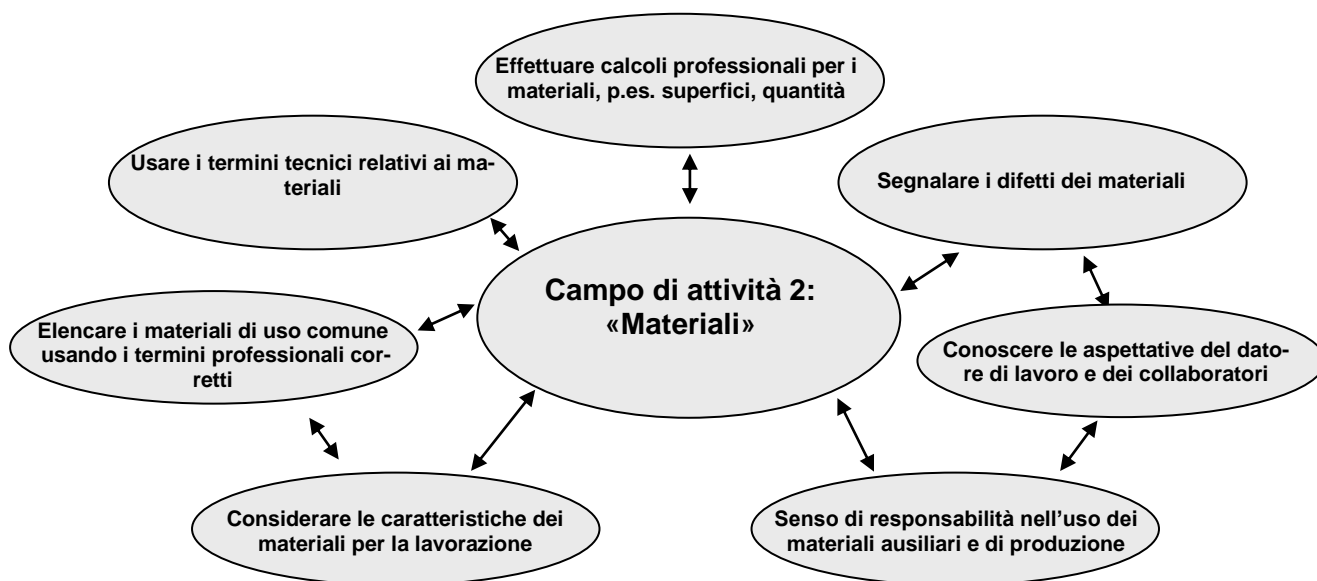 Effettuare calcoli professionali per i
materiali, p.es. superfici, quantità
Usare i termini tecnici relativi ai ma-
teriali
Segnalare i difetti dei materiali
Campo di attività 2:
«Materiali»
Elencare i materiali di uso comune
usando i termini professionali cor-
retti
Conoscere le aspettative del dato-
re di lavoro e dei collaboratori
Considerare le caratteristiche dei
materiali per la lavorazione
Senso di responsabilità nell’uso dei
materiali ausiliari e di produzione